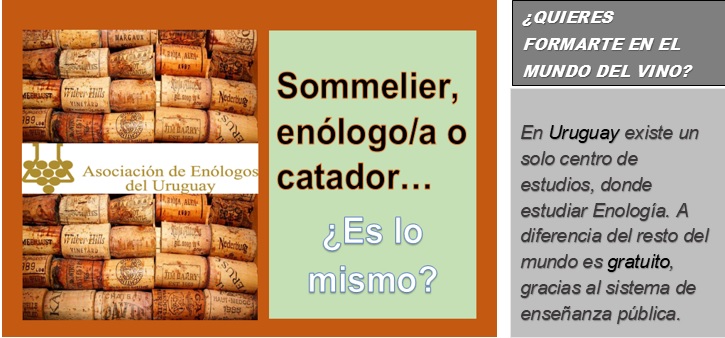 Asociación de Enólogos
del Uruguay
Sommelier,
enólogo/a o
catador...
¿Es lo
mismo?
¿QUIERES
FORMARTE EN EL
MUNDO DEL VINO?
En Uruguay existe un
solo centro de
estudios, donde
estudiar Enología. A
diferencia del resto del
mundo es gratuito,
gracias al sistema de
enseñanza pública.